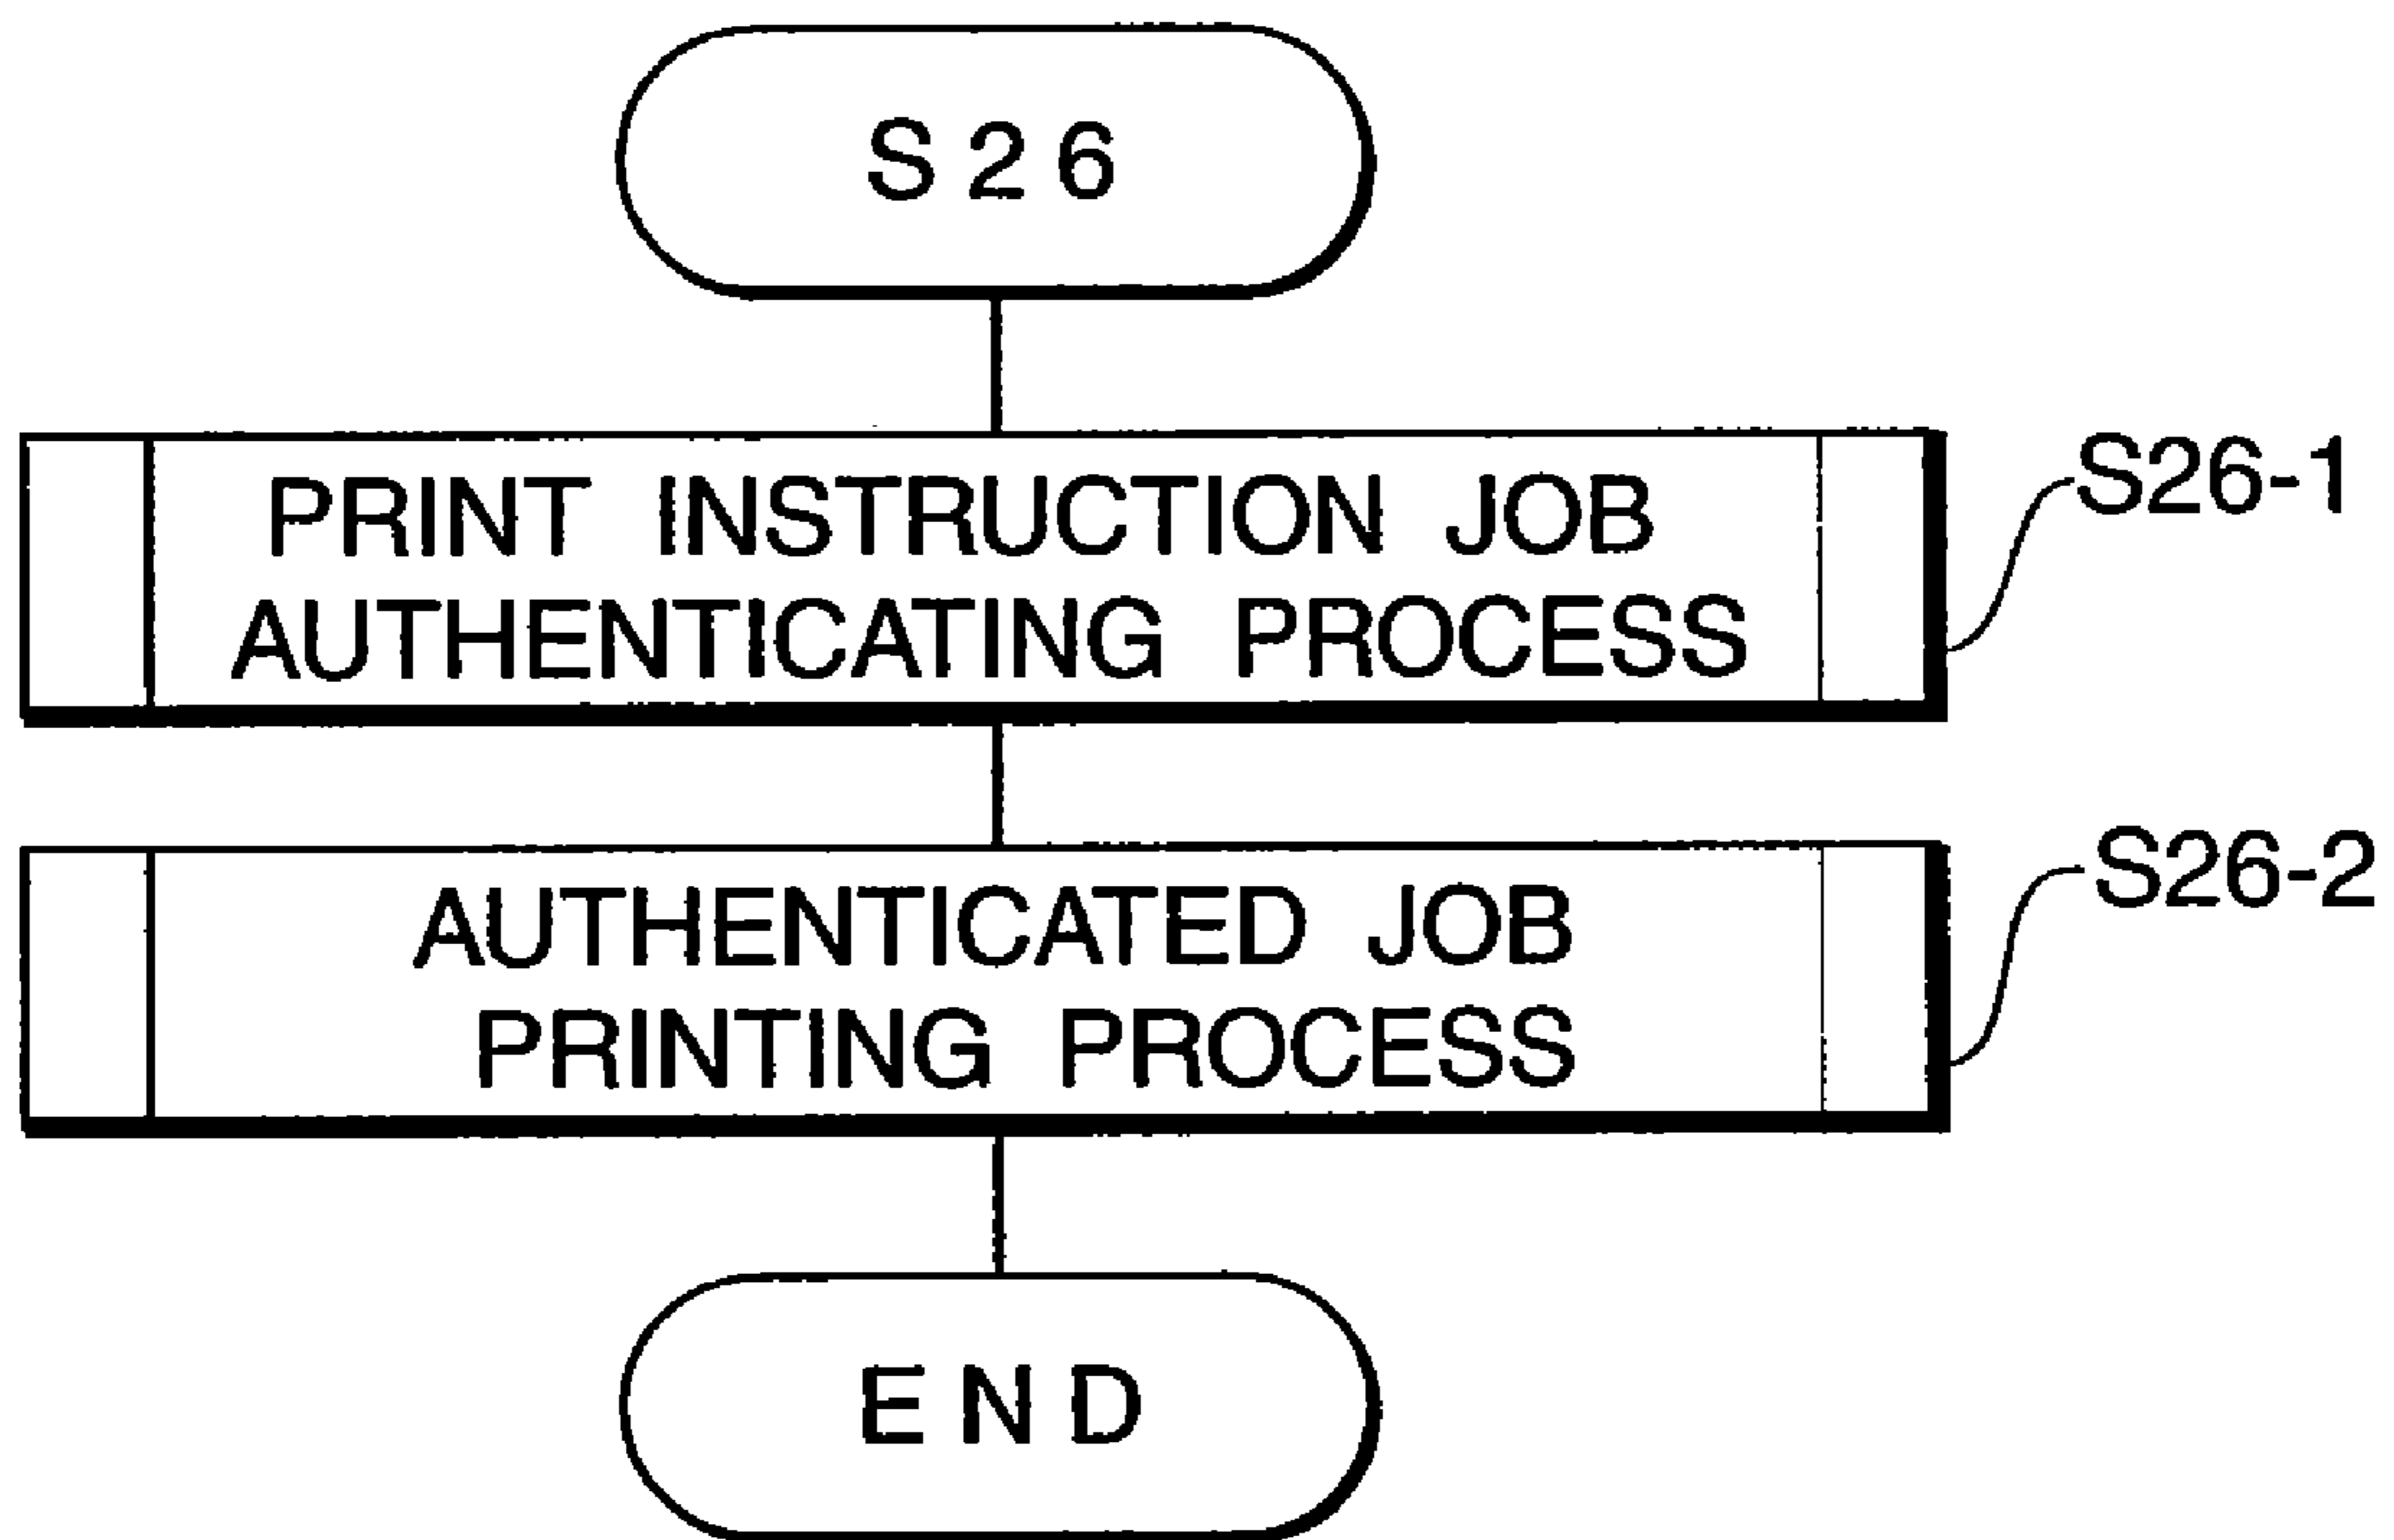 S26
PRINT INSTRUCTION JOB
AUTHENTICATING PROCESS
S26-1
AUTHENTICATED JOB
PRINTING PROCESS
S26-2
END